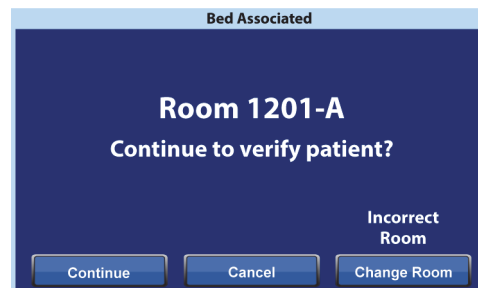 Bed Associated
Room 1201-A
Continue to verify patient?
Incorrect
Room
Continue
Cancel
Change Room